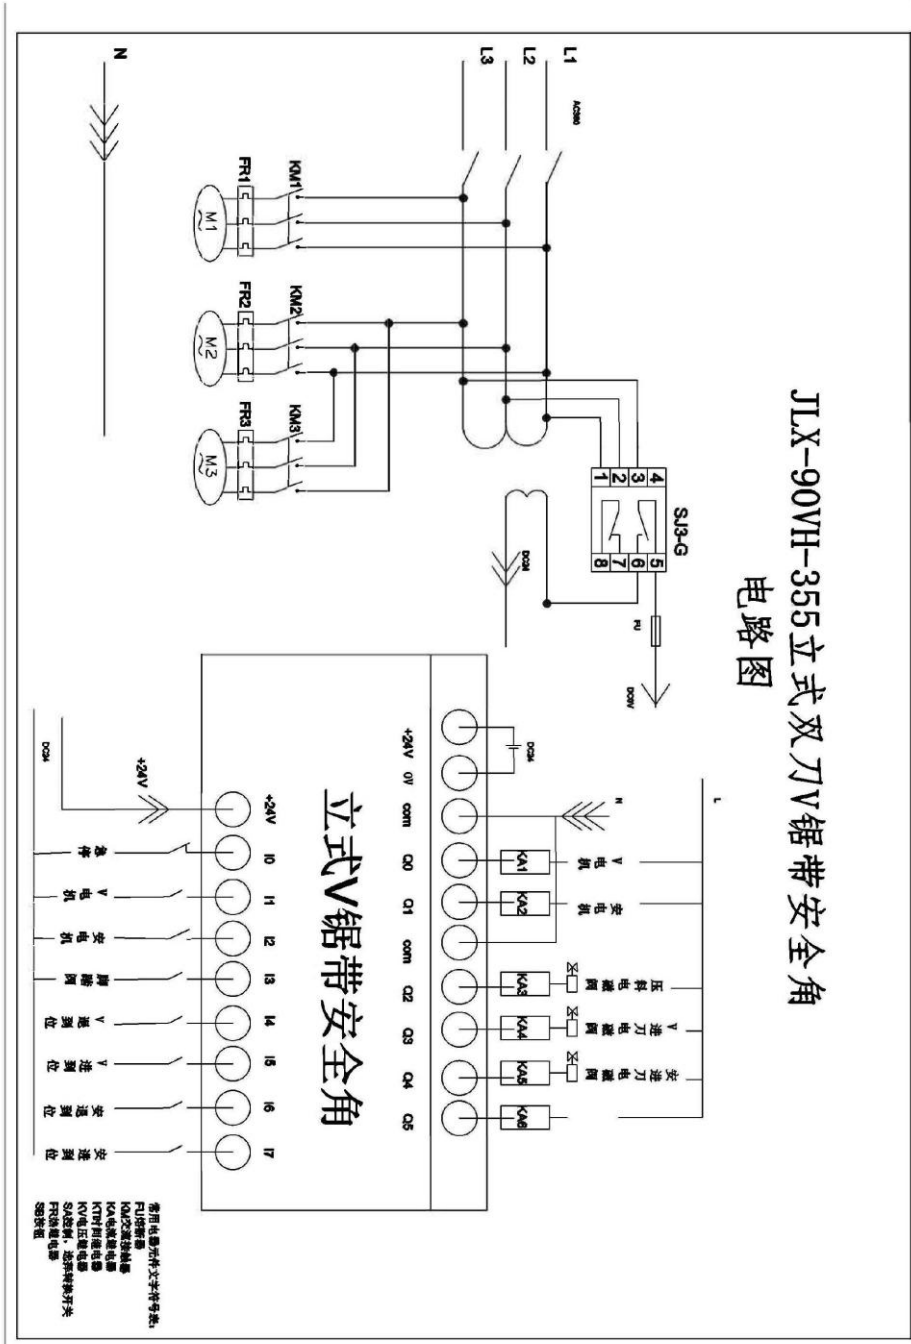 JLX-90VH-355立式双刀V锯带安全角
电路图
N
L3
L2
L1
AC380
KM1
FR1
M1
KM2
FR2
M2
KM3
FR3
M3
SJ3-G
1 2 3 4
8 7 6 5
FU
DC0V
DC24
L
N
DC24
KA1
V电机
KA2
安电机
KA3
压料电磁阀
KA4
V进刀电磁阀
KA5
安进刀电磁阀
KA6
+24V 0V com Q0 Q1 com Q2 Q3 Q4 Q5
立式V锯带安全角
+24V I0 I1 I2 I3 I4 I5 I6 I7
+24V
DC24
急停
V电机
安电机
脚踏阀
V退到位
V进到位
安退到位
安进到位
常用电器元件文字符号表:
FU熔断器
KM交流接触器
KA电流继电器
KT时间继电器
KV电压继电器
SA控制,选择转换开关
FR热继电器
SB按钮